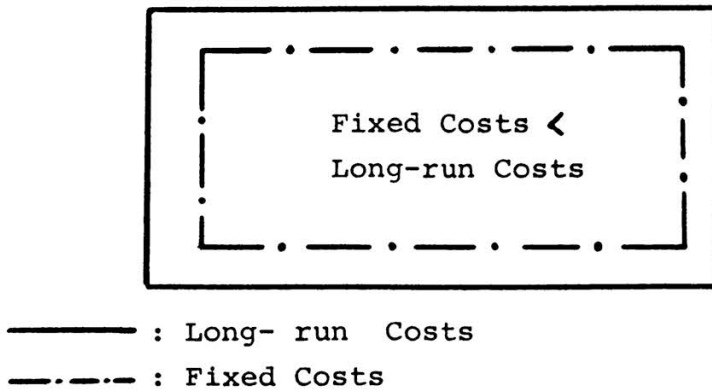 Fixed Costs <
Long-run Costs
: Long- run Costs
: Fixed Costs